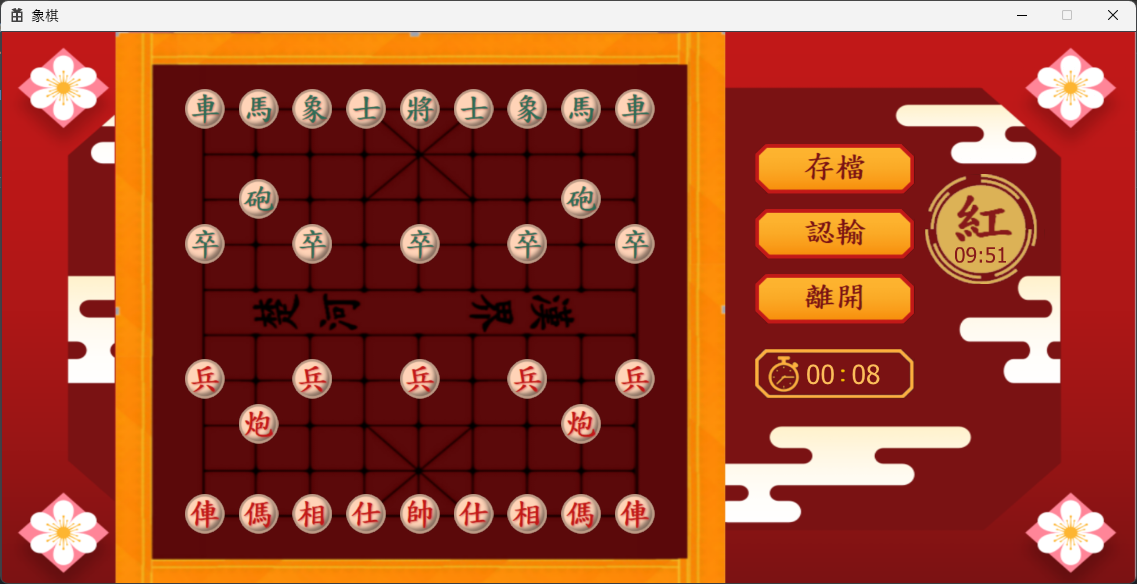 象棋
車 馬 象 士 將 士 象 馬 車
砲 砲
卒 卒 卒 卒 卒
楚河 漢界
兵 兵 兵 兵 兵
炮 炮
俥 傌 相 仕 帥 仕 相 傌 俥
存檔
認輸
離開
紅
09:51
00:08